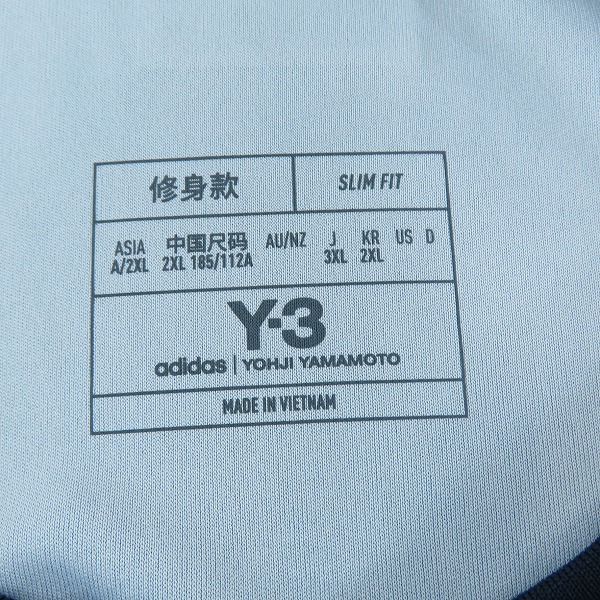 修身款 SLIM FIT
ASIA 中国尺码 AU/NZ J KR US D
A/2XL 2XL 185/112A 3XL 2XL
Y-3
adidas | YOHJI YAMAMOTO
MADE IN VIETNAM